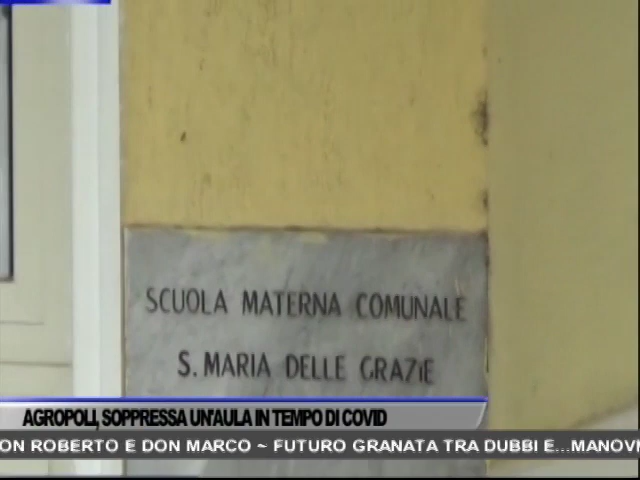 SCUOLA MATERNA COMUNALE
S. MARIA DELLE GRAZIE
AGROPOLI, SOPPRESSA UN'AULA IN TEMPO DI COVID
ROBERTO E DON MARCO ~ FUTURO GRANATA TRA DUBBI E...